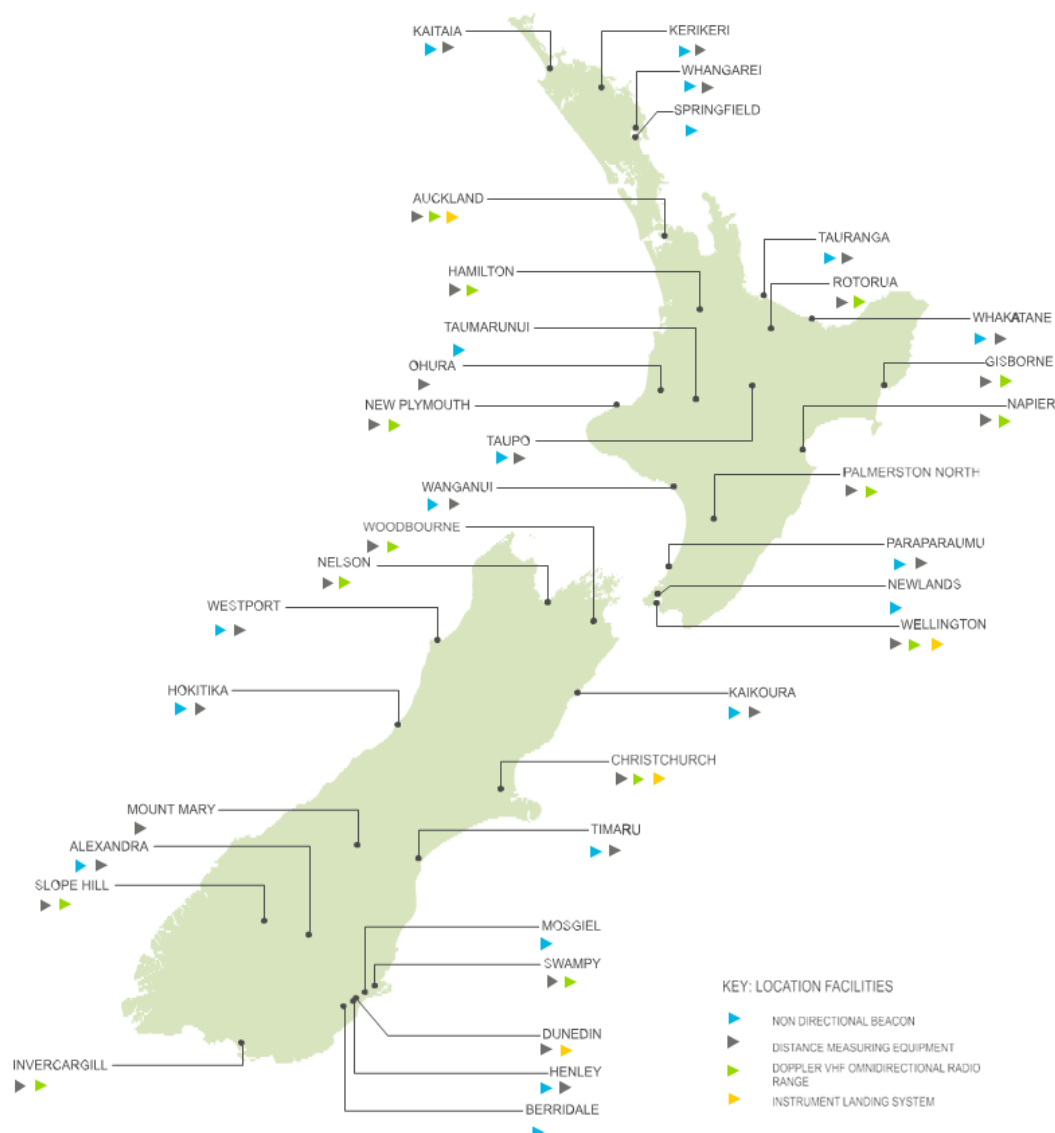 KAITAIA
KERIKERI
WHANGAREI
SPRINGFIELD
AUCKLAND
TAURANGA
HAMILTON
ROTORUA
WHAKATANE
TAUMARUNUI
GISBORNE
OHURA
NEW PLYMOUTH
NAPIER
TAUPO
PALMERSTON NORTH
WANGANUI
WOODBOURNE
PARAPARAUMU
NELSON
NEWLANDS
WESTPORT
WELLINGTON
HOKITIKA
KAIKOURA
CHRISTCHURCH
MOUNT MARY
TIMARU
ALEXANDRA
SLOPE HILL
MOSGIEL
SWAMPY
DUNEDIN
INVERCARGILL
HENLEY
BERRIDALE
KEY: LOCATION FACILITIES
NON DIRECTIONAL BEACON
DISTANCE MEASURING EQUIPMENT
DOPPLER VHF OMNIDIRECTIONAL RADIO
RANGE
INSTRUMENT LANDING SYSTEM